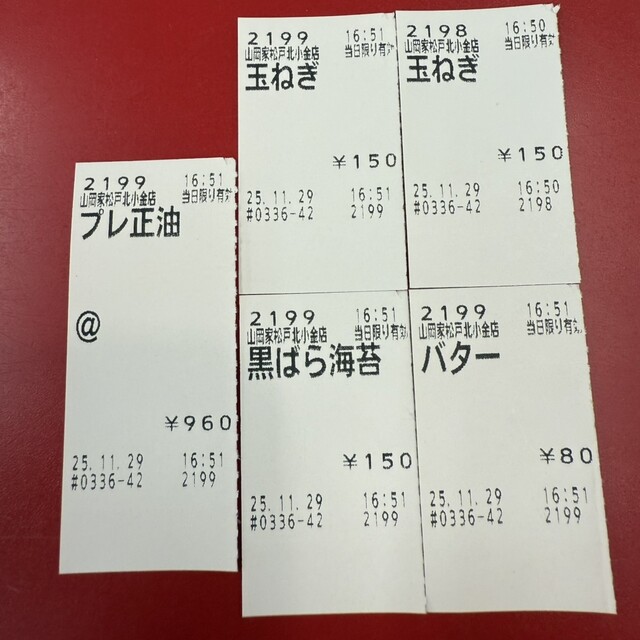 2199 16:51
山岡家松戸北小金店 当日限り有効
玉ねぎ
¥150
25.11.29 16:51
#0336-42 2199
2198 16:50
山岡家松戸北小金店 当日限り有効
玉ねぎ
¥150
25.11.29 16:50
#0336-42 2198
2199 16:51
山岡家松戸北小金店 当日限り有効
プレ正油
@
¥960
25.11.29 16:51
#0336-42 2199
2199 16:51
山岡家松戸北小金店 当日限り有効
黒ばら海苔
¥150
25.11.29 16:51
#0336-42 2199
2199 16:51
山岡家松戸北小金店 当日限り有効
バター
¥80
25.11.29 16:51
#0336-42 2199